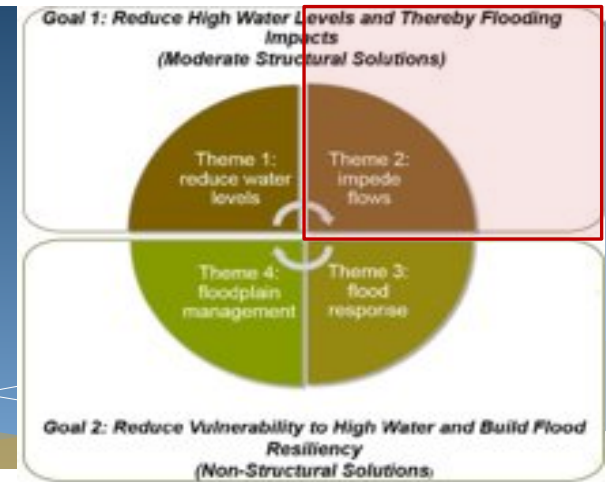 Goal 1: Reduce High Water Levels and Thereby Flooding
Impacts
(Moderate Structural Solutions)
Theme 1:
reduce water
levels
Theme 2:
impede
flows
Theme 4:
floodplain
management
Theme 3:
flood
response
Goal 2: Reduce Vulnerability to High Water and Build Flood
Resiliency
(Non-Structural Solutions)